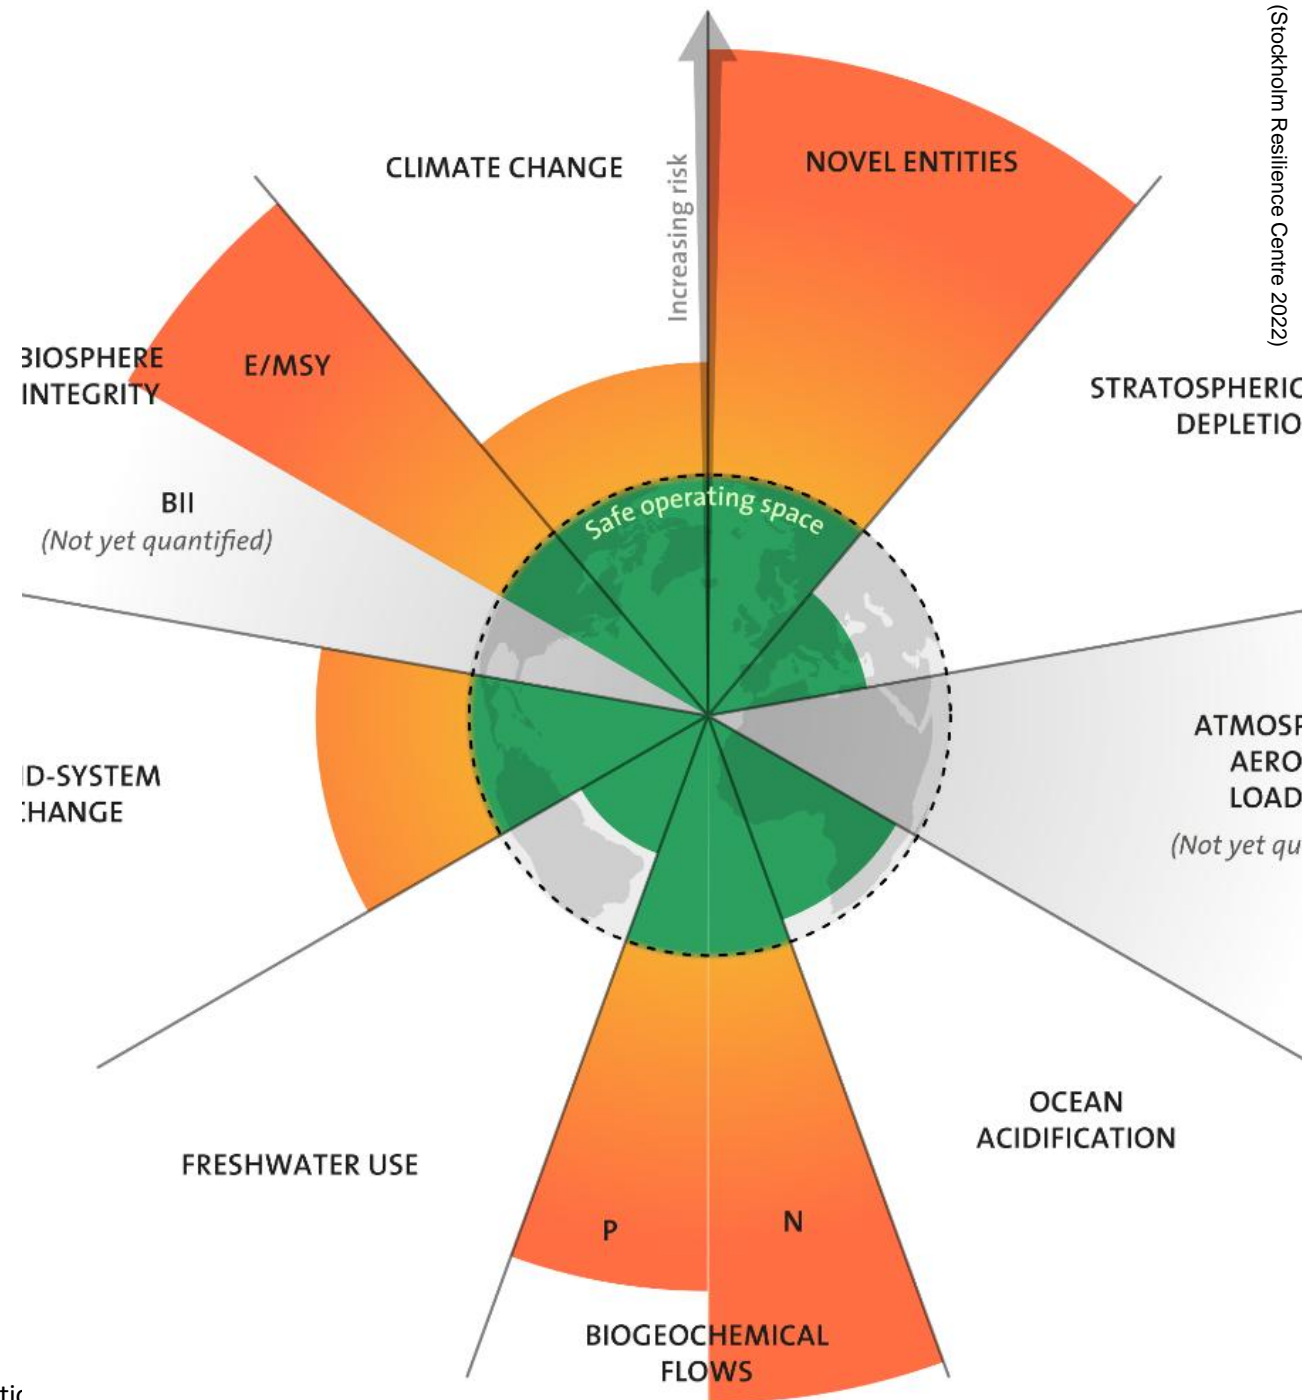 (Stockholm Resilience Centre 2022)
CLIMATE CHANGE
Increasing risk
NOVEL ENTITIES
BIOSPHERE
INTEGRITY
E/MSY
STRATOSPHERIC
DEPLETIO
BII
(Not yet quantified)
Safe operating space
ATMOSP
AERO
LOAD
(Not yet qu
D-SYSTEM
CHANGE
OCEAN
ACIDIFICATION
FRESHWATER USE
P
N
BIOGEOCHEMICAL
FLOWS